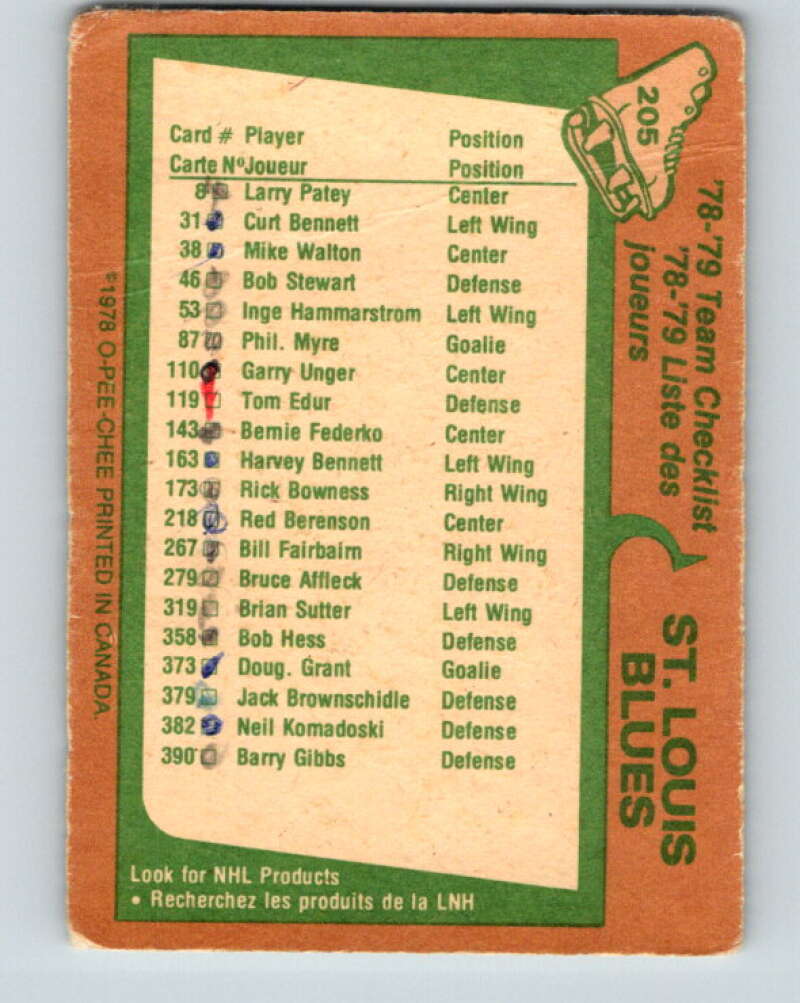 Card # Player Position
Carte Nº Joueur Position
8 Larry Patey Center
31 Curt Bennett Left Wing
38 Mike Walton Center
46 Bob Stewart Defense
53 Inge Hammarstrom Left Wing
87 Phil. Myre Goalie
110 Garry Unger Center
119 Tom Edur Defense
143 Bernie Federko Center
163 Harvey Bennett Left Wing
173 Rick Bowness Right Wing
218 Red Berenson Center
267 Bill Fairbairn Right Wing
279 Bruce Affleck Defense
319 Brian Sutter Left Wing
358 Bob Hess Defense
373 Doug. Grant Goalie
379 Jack Brownschidle Defense
382 Neil Komadoski Defense
390 Barry Gibbs Defense
Look for NHL Products
• Recherchez les produits de la LNH
205
'78-'79 Team Checklist
'78-'79 Liste des
joueurs
ST. LOUIS
BLUES
©1978 O-PEE-CHEE PRINTED IN CANADA.